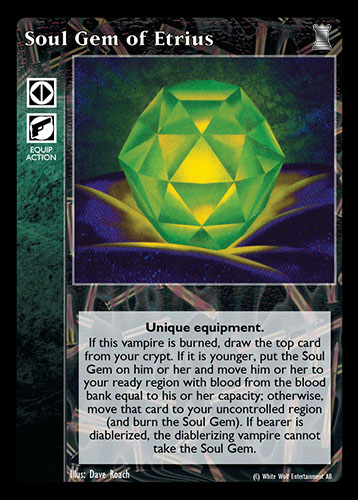 Soul Gem of Etrius
EQUIP
ACTION
Unique equipment.
If this vampire is burned, draw the top card
from your crypt. If it is younger, put the Soul
Gem on him or her and move him or her to
your ready region with blood from the blood
bank equal to his or her capacity; otherwise,
move that card to your uncontrolled region
(and burn the Soul Gem). If bearer is
diablerized, the diablerizing vampire cannot
take the Soul Gem.
Illus: Dave Roach
(C) White Wolf Entertainment AB